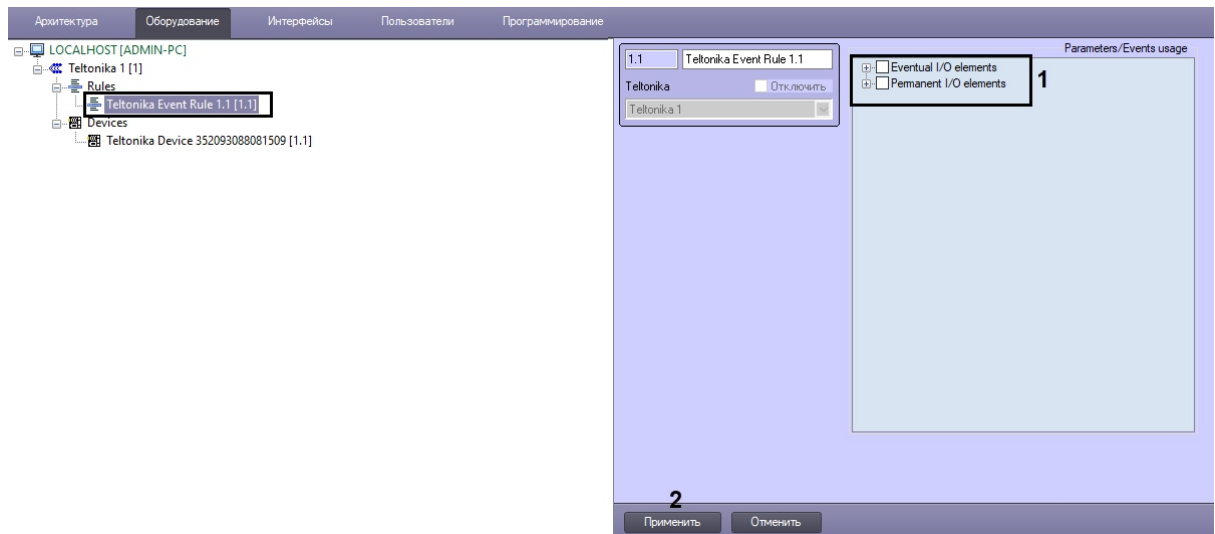 Архитектура Оборудование Интерфейсы Пользователи Программирование
LOCALHOST [ADMIN-PC]
Teltonika 1 [1]
Rules
Teltonika Event Rule 1.1 [1.1]
Devices
Teltonika Device 352093088081509 [1.1]
1.1 Teltonika Event Rule 1.1
Teltonika Отключить
Teltonika 1
Parameters/Events usage
Eventual I/O elements
Permanent I/O elements
1
2
Применить Отменить